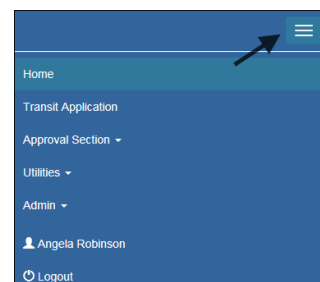 Home
Transit Application
Approval Section
Utilities
Admin
Angela Robinson
Logout